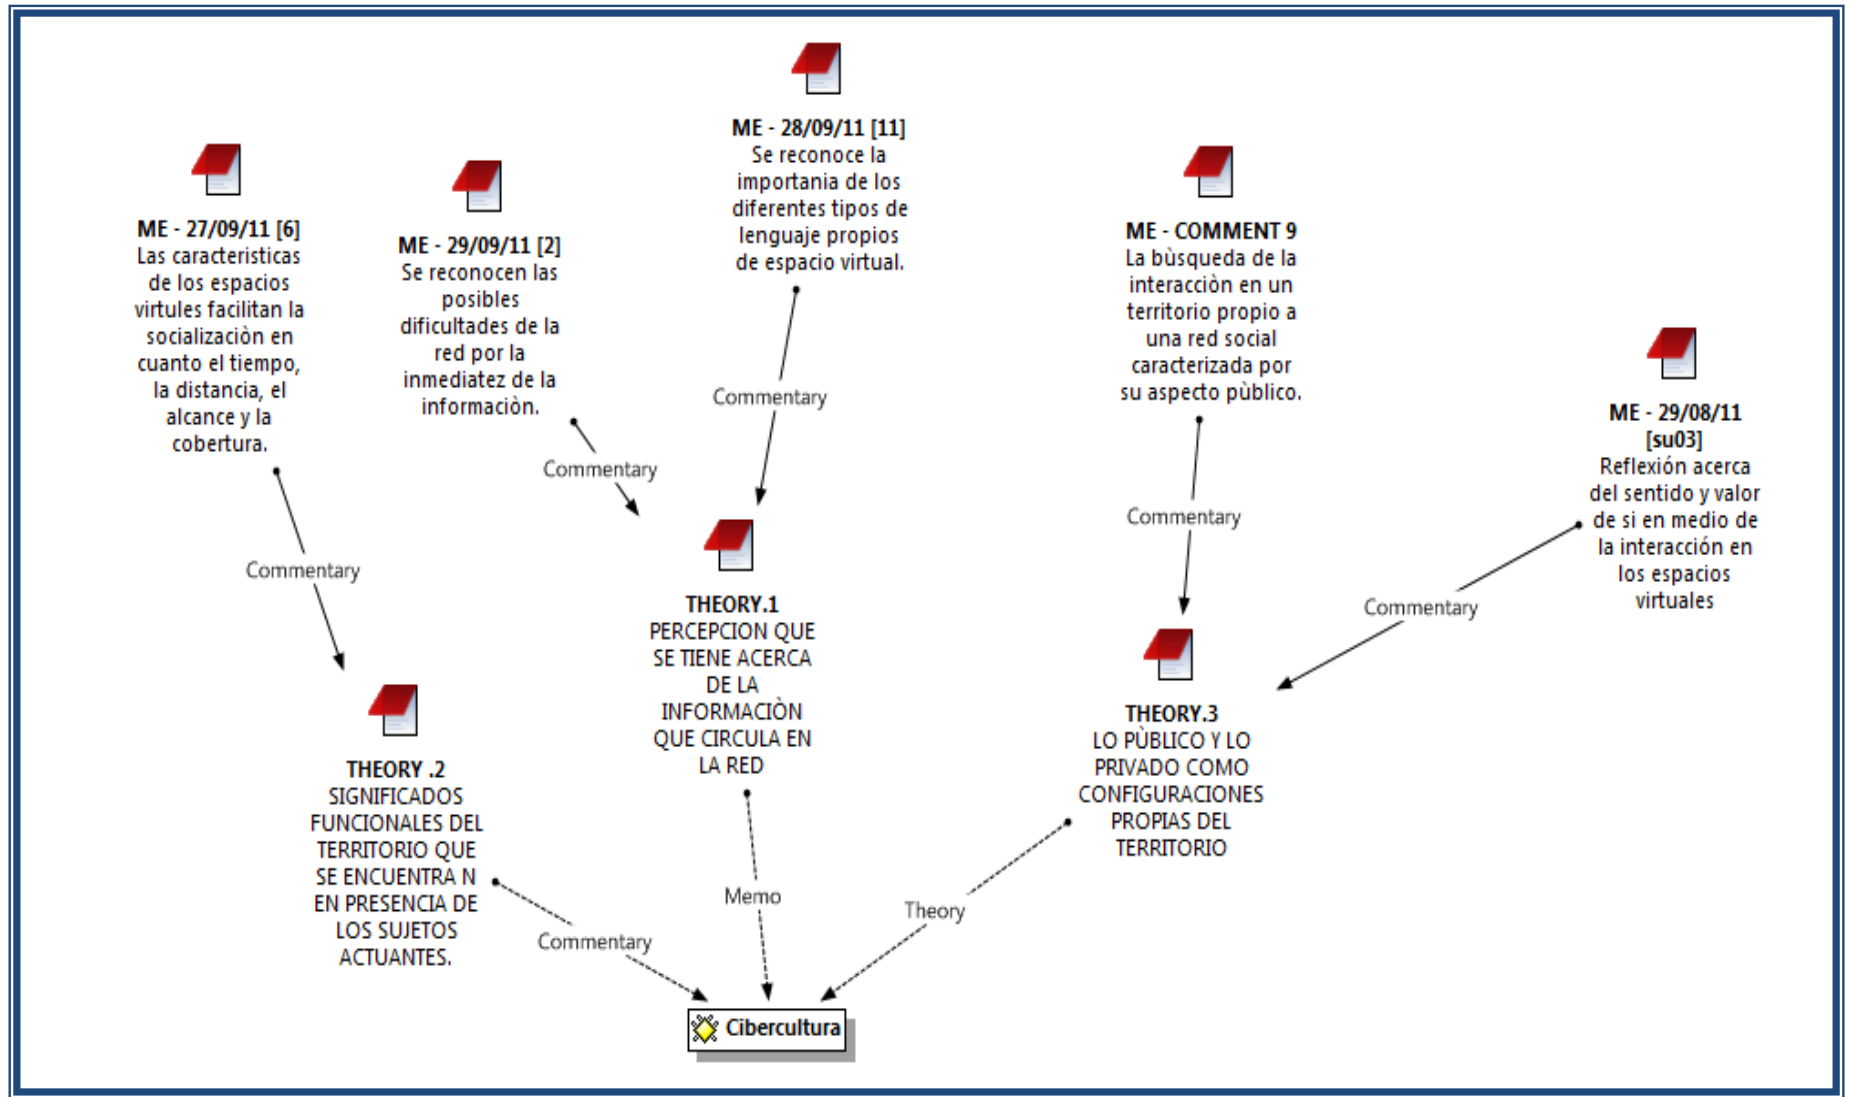 ME - 28/09/11 [11]
Se reconoce la
importania de los
diferentes tipos de
lenguaje propios
de espacio virtual.
ME - 27/09/11 [6]
Las caracteristicas
de los espacios
virtules facilitan la
socializaciòn en
cuanto el tiempo,
la distancia, el
alcance y la
cobertura.
ME - 29/09/11 [2]
Se reconocen las
posibles
dificultades de la
red por la
inmediatez de la
informaciòn.
ME - COMMENT 9
La bùsqueda de la
interacciòn en un
territorio propio a
una red social
caracterizada por
su aspecto pùblico.
ME - 29/08/11
[su03]
Reflexión acerca
del sentido y valor
de si en medio de
la interacción en
los espacios
virtuales
Commentary
Commentary
Commentary
Commentary
Commentary
THEORY.1
PERCEPCION QUE
SE TIENE ACERCA
DE LA
INFORMACIÒN
QUE CIRCULA EN
LA RED
THEORY .2
SIGNIFICADOS
FUNCIONALES DEL
TERRITORIO QUE
SE ENCUENTRA N
EN PRESENCIA DE
LOS SUJETOS
ACTUANTES.
THEORY.3
LO PÙBLICO Y LO
PRIVADO COMO
CONFIGURACIONES
PROPIAS DEL
TERRITORIO
Memo
Theory
Commentary
Cibercultura